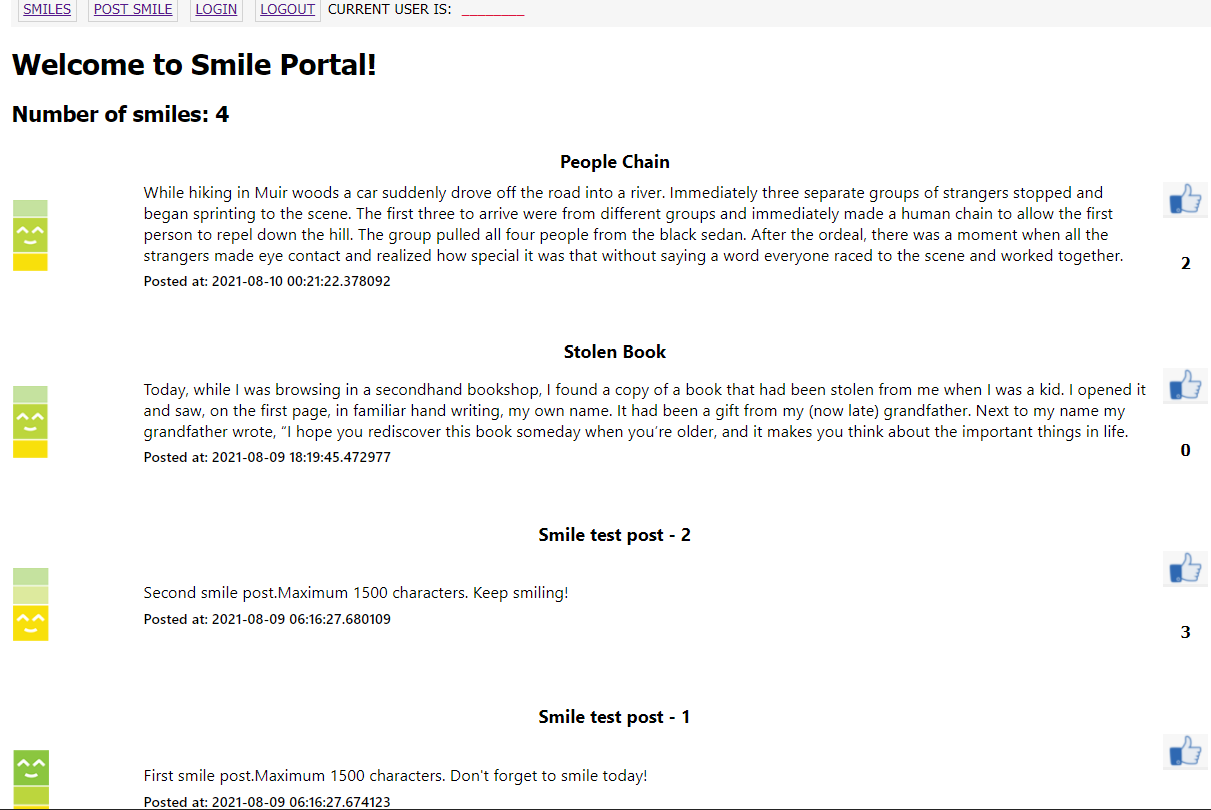 SMILES POST SMILE LOGIN LOGOUT CURRENT USER IS: ________
Welcome to Smile Portal!
Number of smiles: 4
People Chain
While hiking in Muir woods a car suddenly drove off the road into a river. Immediately three separate groups of strangers stopped and
began sprinting to the scene. The first three to arrive were from different groups and immediately made a human chain to allow the first
person to repel down the hill. The group pulled all four people from the black sedan. After the ordeal, there was a moment when all the
strangers made eye contact and realized how special it was that without saying a word everyone raced to the scene and worked together.
2
Posted at: 2021-08-10 00:21:22.378092
Stolen Book
Today, while I was browsing in a secondhand bookshop, I found a copy of a book that had been stolen from me when I was a kid. I opened it
and saw, on the first page, in familiar hand writing, my own name. It had been a gift from my (now late) grandfather. Next to my name my
grandfather wrote, “I hope you rediscover this book someday when you’re older, and it makes you think about the important things in life.
0
Posted at: 2021-08-09 18:19:45.472977
Smile test post - 2
Second smile post.Maximum 1500 characters. Keep smiling!
Posted at: 2021-08-09 06:16:27.680109
3
Smile test post - 1
First smile post.Maximum 1500 characters. Don't forget to smile today!
Posted at: 2021-08-09 06:16:27.674123